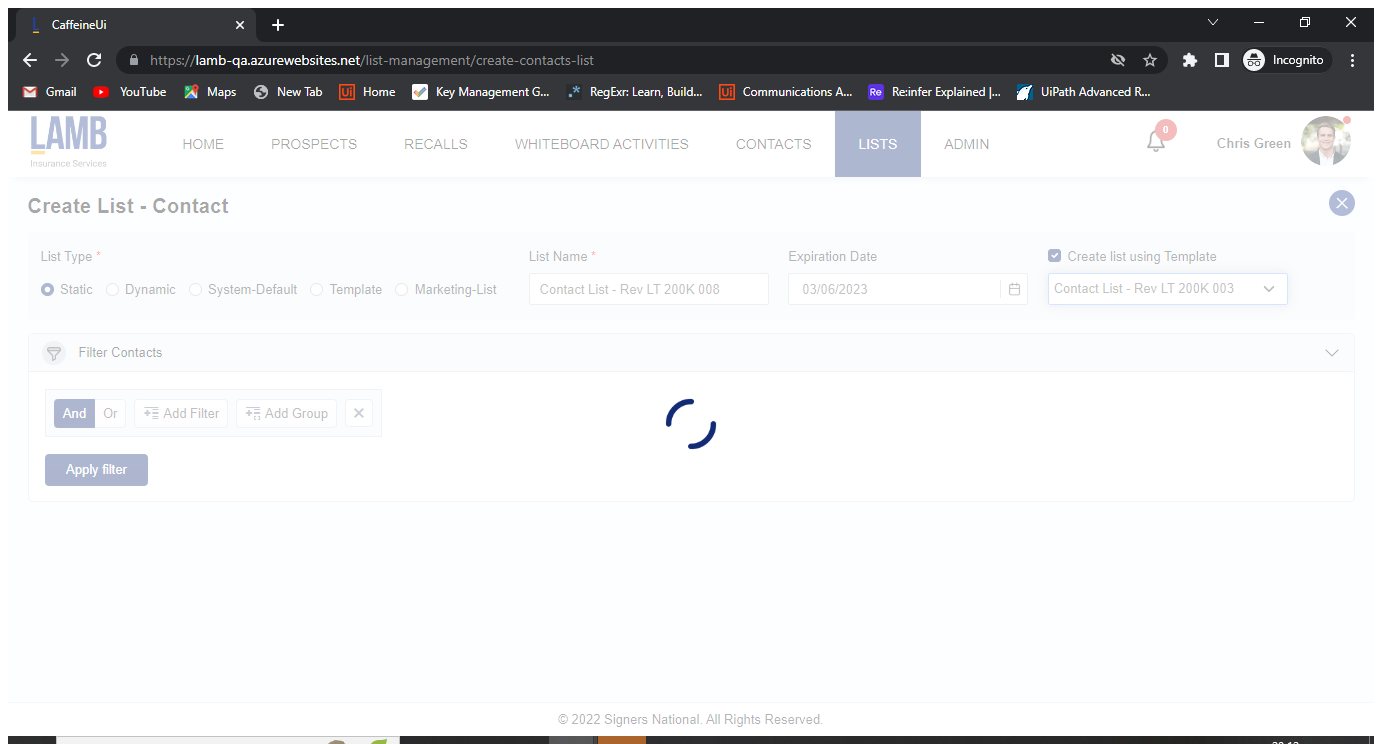 CaffeineUi
https://lamb-qa.azurewebsites.net/list-management/create-contacts-list
Incognito
Gmail YouTube Maps New Tab Ui Home Key Management G... RegExr: Learn, Build... Ui Communications A... Re Re:infer Explained |... UiPath Advanced R...
LAMB
Insurance Services
HOME PROSPECTS RECALLS WHITEBOARD ACTIVITIES CONTACTS LISTS ADMIN 0 Chris Green
Create List - Contact
List Type * List Name * Expiration Date Create list using Template
Static Dynamic System-Default Template Marketing-List Contact List - Rev LT 200K 008 03/06/2023 Contact List - Rev LT 200K 003
Filter Contacts
And Or Add Filter Add Group
Apply filter
© 2022 Signers National. All Rights Reserved.